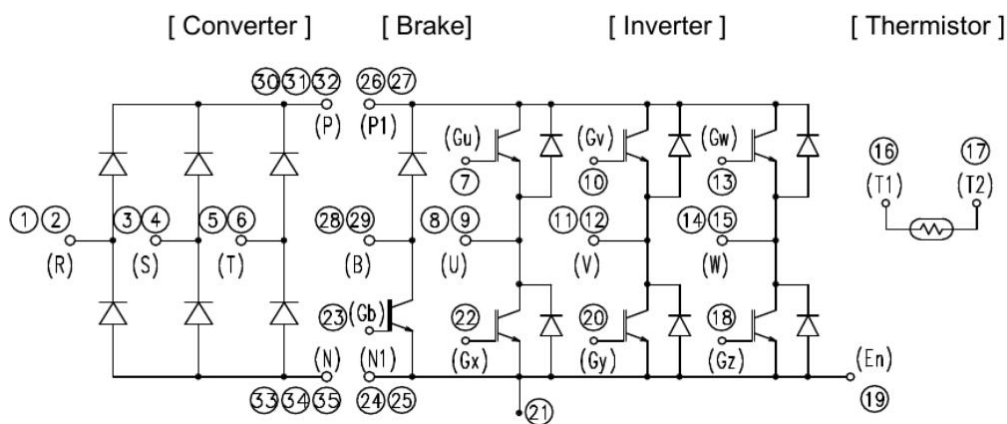 [ Converter ] [ Brake] [ Inverter ] [ Thermistor ]
30 31 32 26 27
(P) (P1) (Gu) (Gv) (Gw)
7 10 13 16 17
(T1) (T2)
1 2 3 4 5 6 28 29 8 9 11 12 14 15
(R) (S) (T) (B) (U) (V) (W)
23 (Gb) 22 20 18
(N) (N1) (Gx) (Gy) (Gz) (En)
33 34 35 24 25 21 19